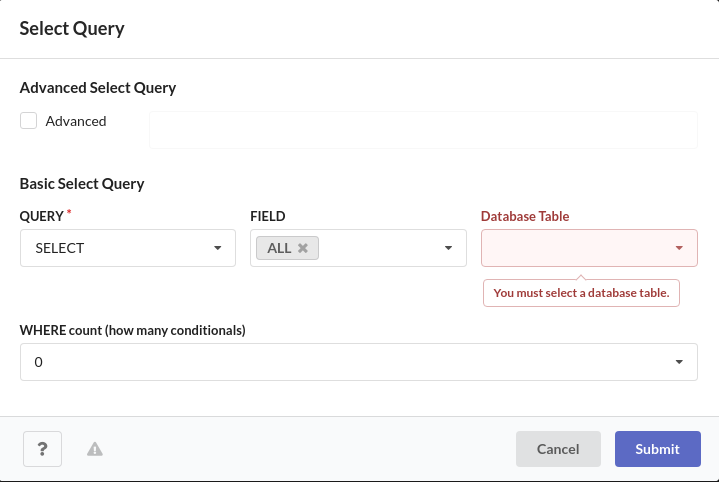 Select Query
Advanced Select Query
Advanced
Basic Select Query
QUERY *
FIELD
Database Table
SELECT
ALL
You must select a database table.
WHERE count (how many conditionals)
0
?
Cancel
Submit